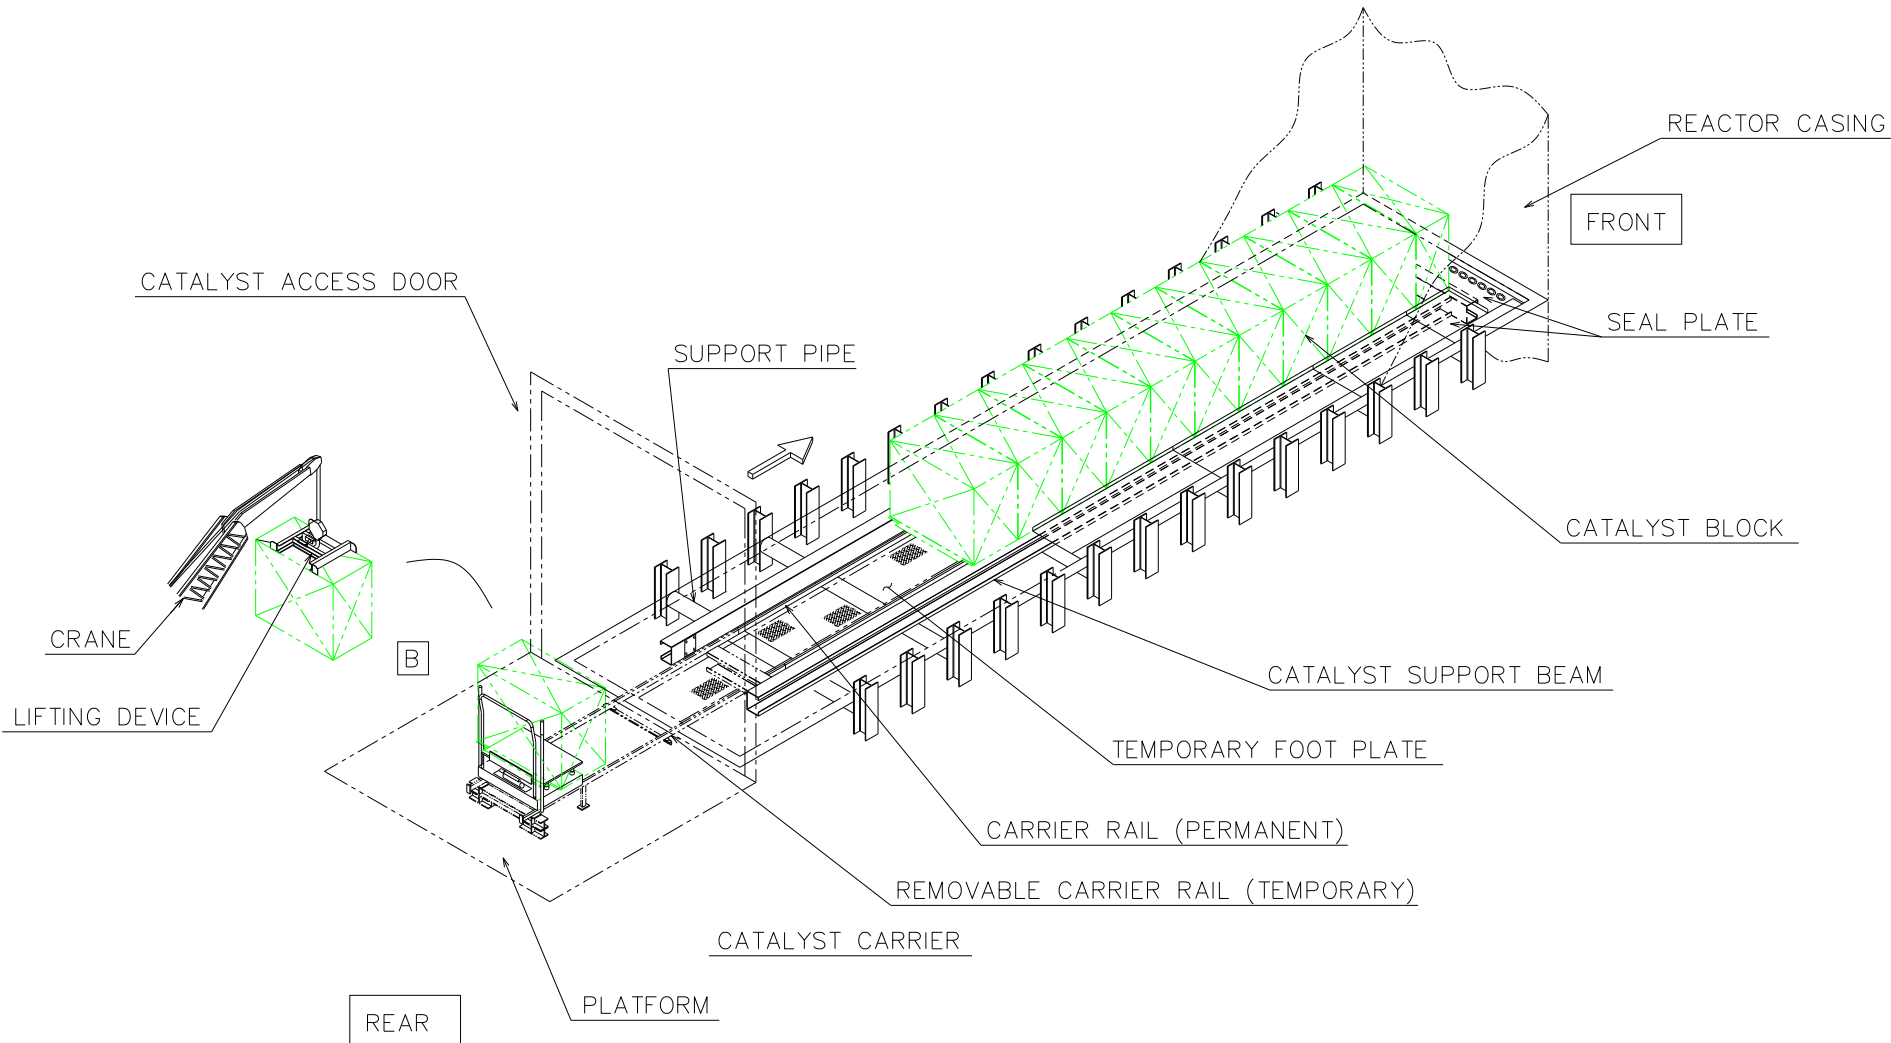 REACTOR CASING
FRONT
CATALYST ACCESS DOOR
SEAL PLATE
SUPPORT PIPE
CATALYST BLOCK
CRANE
B
CATALYST SUPPORT BEAM
LIFTING DEVICE
TEMPORARY FOOT PLATE
CARRIER RAIL (PERMANENT)
REMOVABLE CARRIER RAIL (TEMPORARY)
CATALYST CARRIER
PLATFORM
REAR